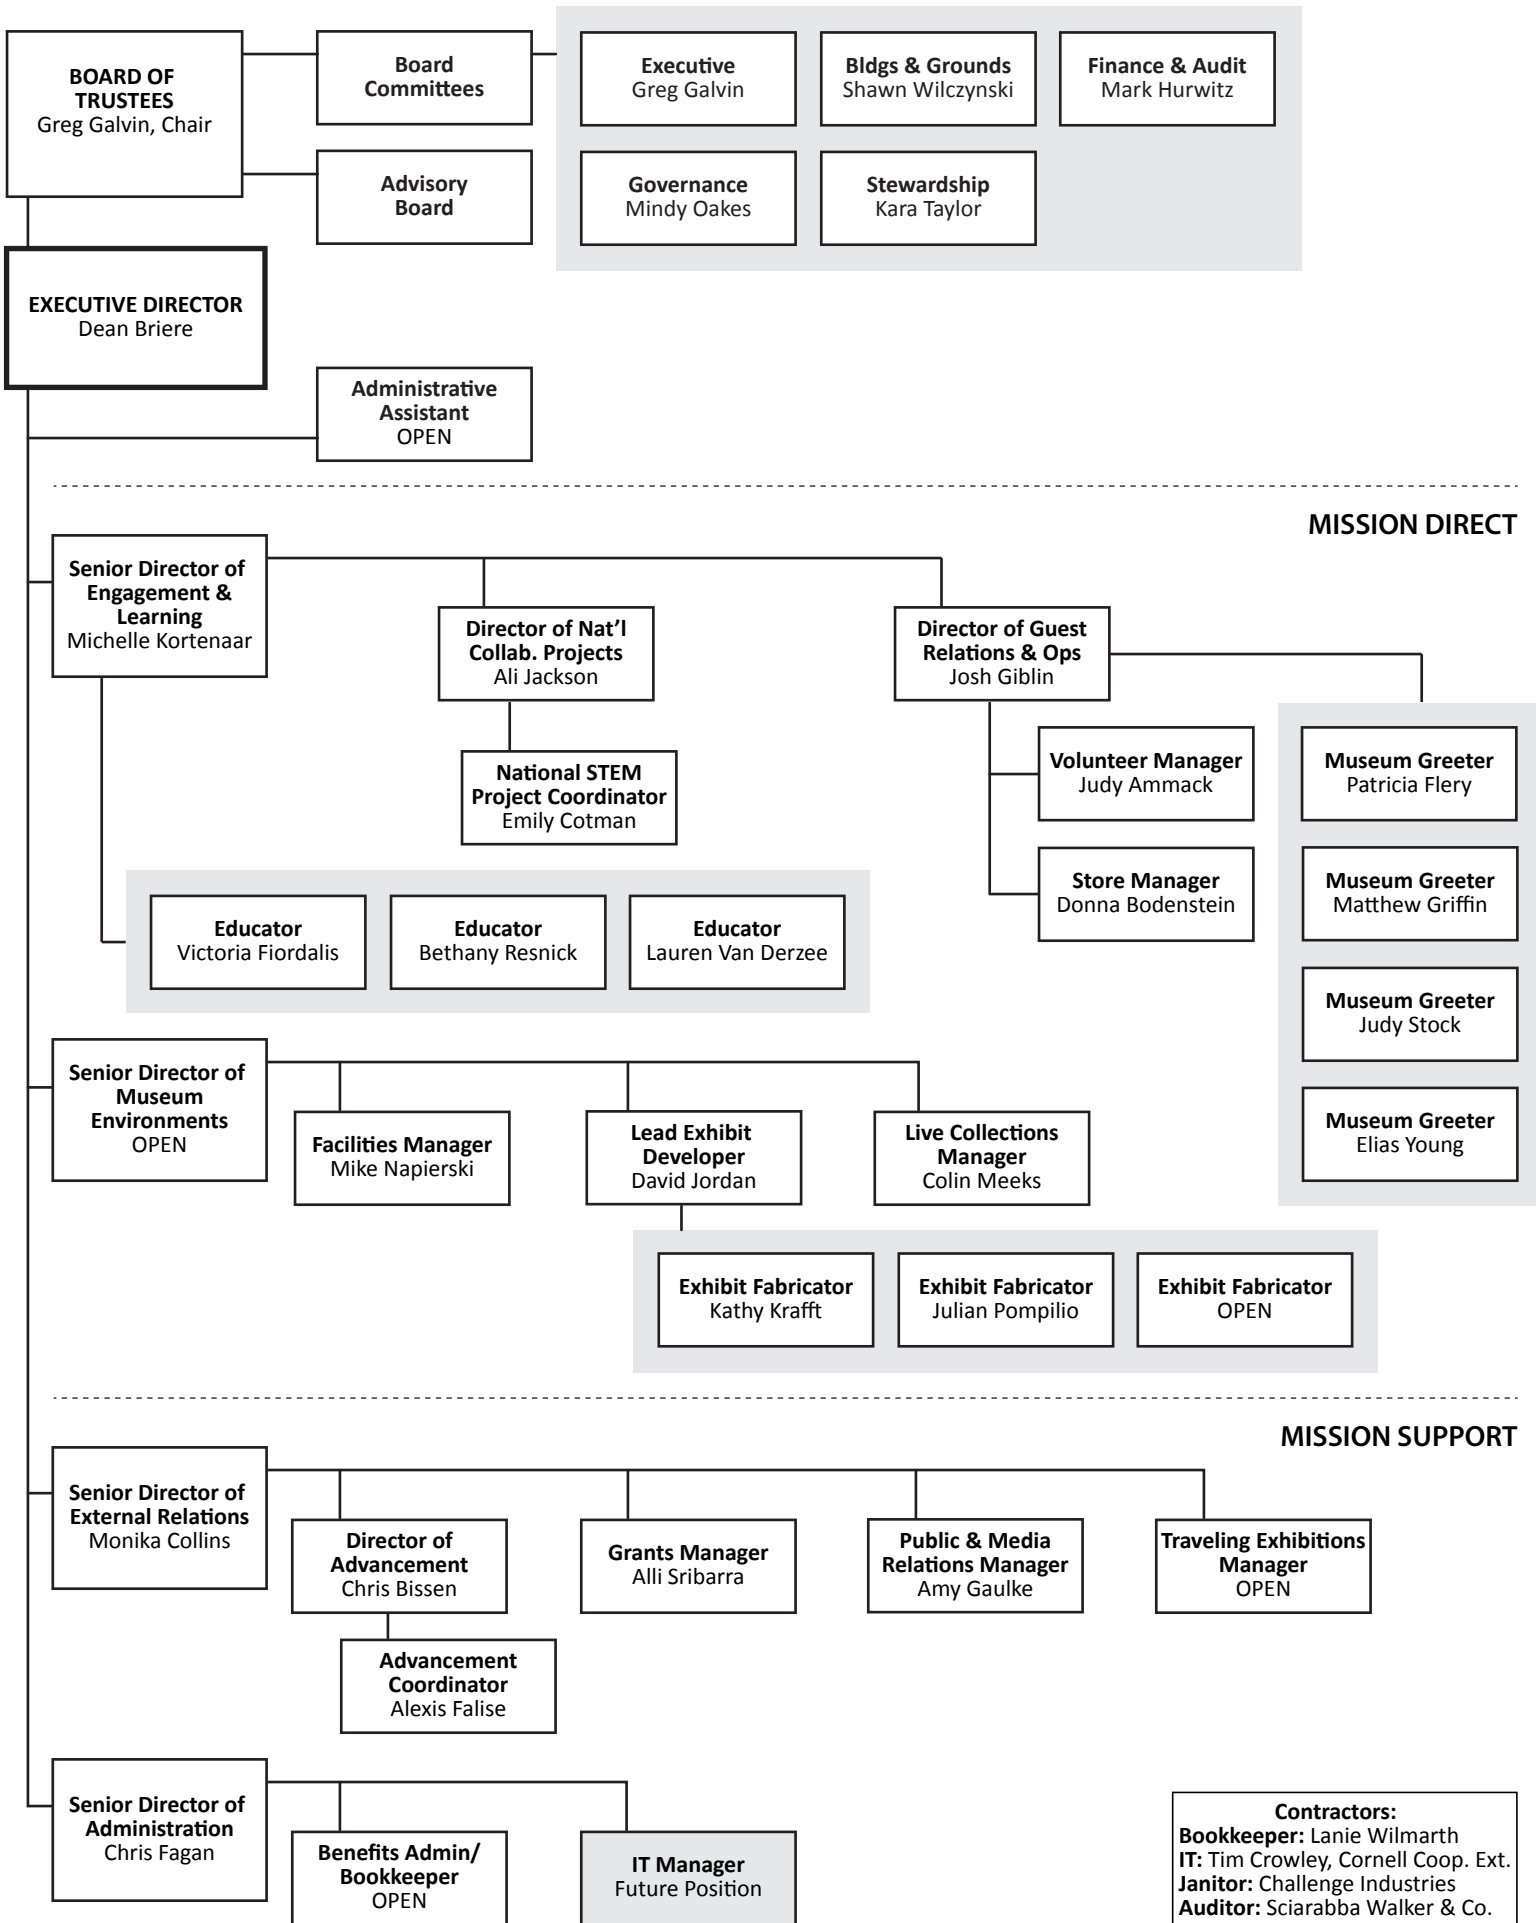 BOARD OF
TRUSTEES
Greg Galvin, Chair
Board
Committees
Advisory
Board
Executive
Greg Galvin
Bldgs & Grounds
Shawn Wilczynski
Finance & Audit
Mark Hurwitz
Governance
Mindy Oakes
Stewardship
Kara Taylor
EXECUTIVE DIRECTOR
Dean Briere
Administrative
Assistant
OPEN
MISSION DIRECT
Senior Director of
Engagement &
Learning
Michelle Kortenaar
Director of Nat’l
Collab. Projects
Ali Jackson
Director of Guest
Relations & Ops
Josh Giblin
National STEM
Project Coordinator
Emily Cotman
Volunteer Manager
Judy Ammack
Store Manager
Donna Bodenstein
Museum Greeter
Patricia Flery
Museum Greeter
Matthew Griffin
Museum Greeter
Judy Stock
Museum Greeter
Elias Young
Educator
Victoria Fiordalis
Educator
Bethany Resnick
Educator
Lauren Van Derzee
Senior Director of
Museum
Environments
OPEN
Facilities Manager
Mike Napierski
Lead Exhibit
Developer
David Jordan
Live Collections
Manager
Colin Meeks
Exhibit Fabricator
Kathy Krafft
Exhibit Fabricator
Julian Pompilio
Exhibit Fabricator
OPEN
MISSION SUPPORT
Senior Director of
External Relations
Monika Collins
Director of
Advancement
Chris Bissen
Grants Manager
Alli Sribarra
Public & Media
Relations Manager
Amy Gaulke
Traveling Exhibitions
Manager
OPEN
Advancement
Coordinator
Alexis Falise
Senior Director of
Administration
Chris Fagan
Benefits Admin/
Bookkeeper
OPEN
IT Manager
Future Position
Contractors:
Bookkeeper: Lanie Wilmarth
IT: Tim Crowley, Cornell Coop. Ext.
Janitor: Challenge Industries
Auditor: Sciarabba Walker & Co.